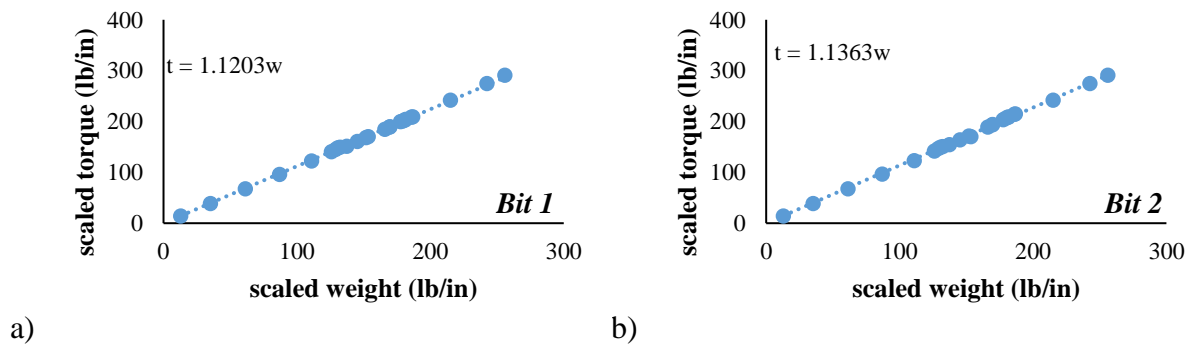 scaled torque (lb/in)
400
300
200
100
0
t = 1.1203w
Bit 1
0 100 200 300
scaled weight (lb/in)
a)
scaled torque (lb/in)
400
300
200
100
0
t = 1.1363w
Bit 2
0 100 200 300
scaled weight (lb/in)
b)